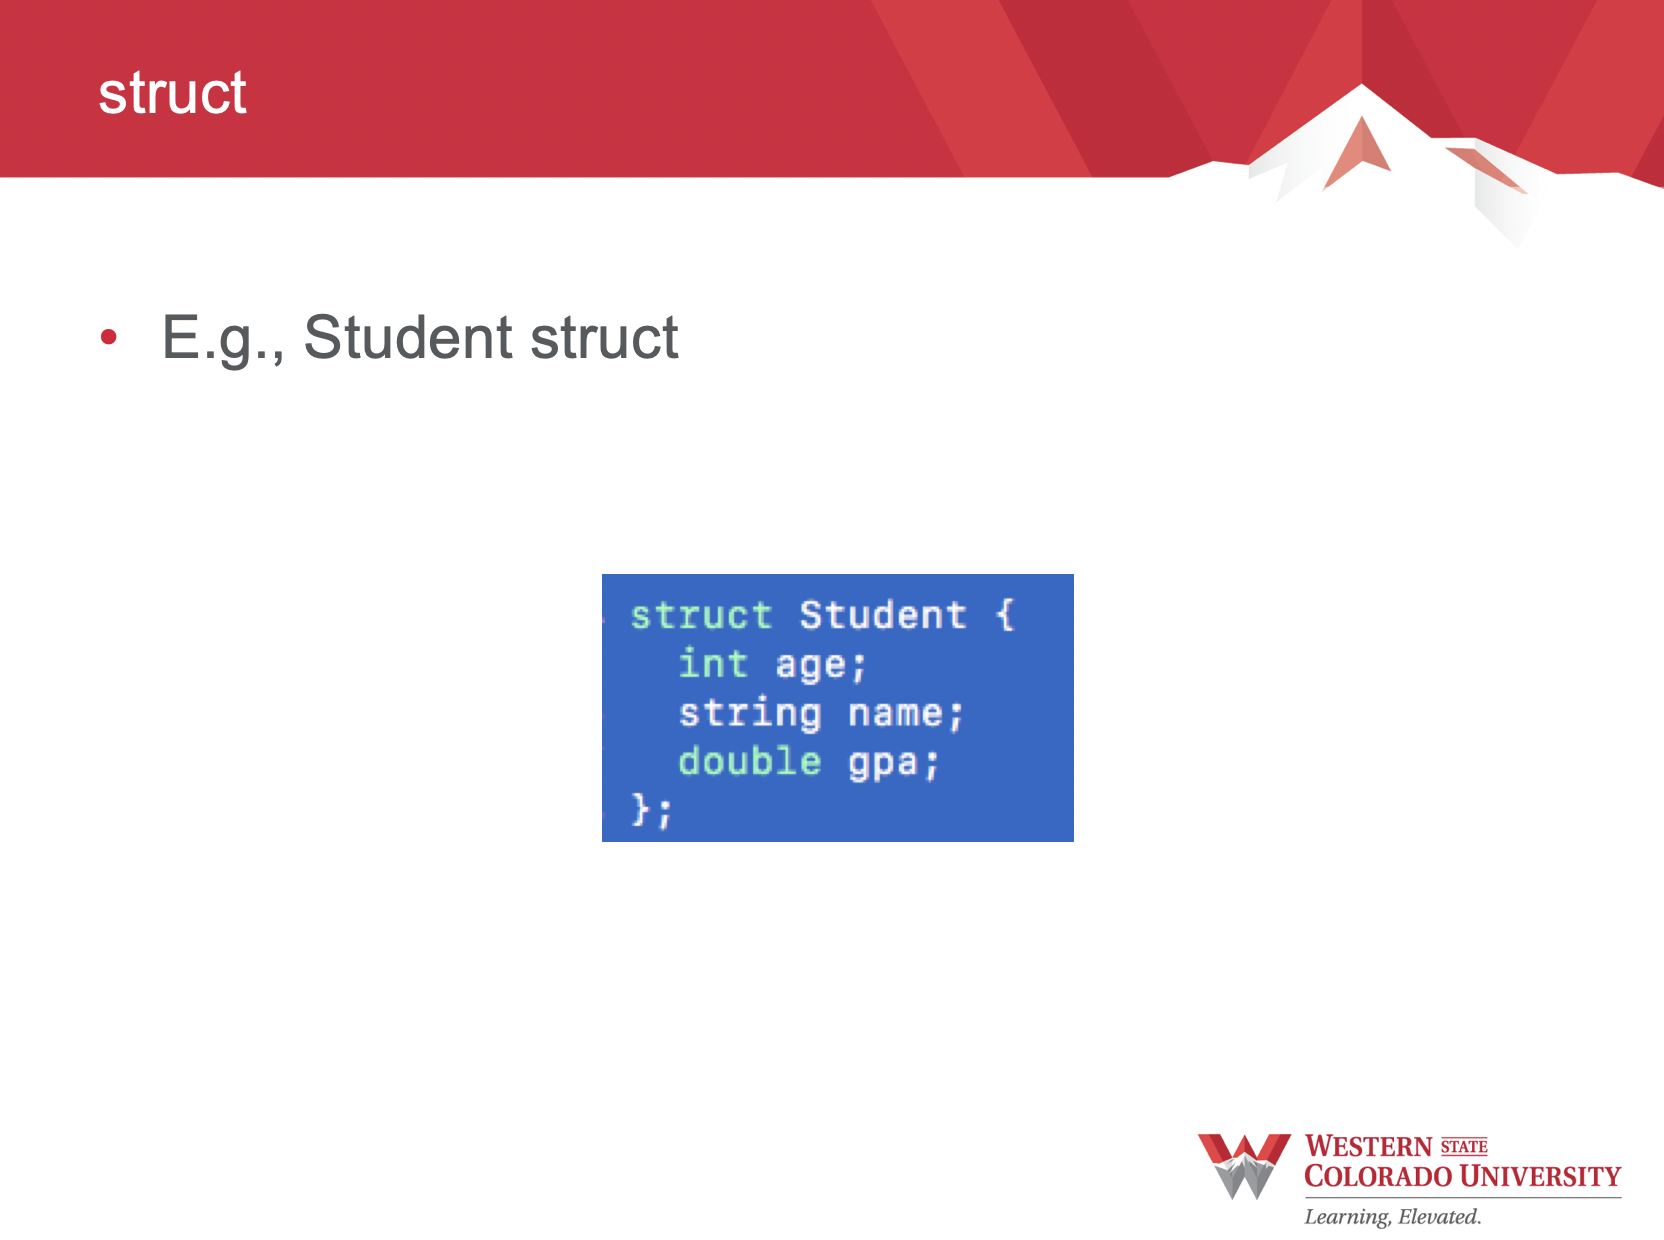 struct
• E.g., Student struct
struct Student {
  int age;
  string name;
  double gpa;
};
WESTERN STATE
COLORADO UNIVERSITY
Learning, Elevated.